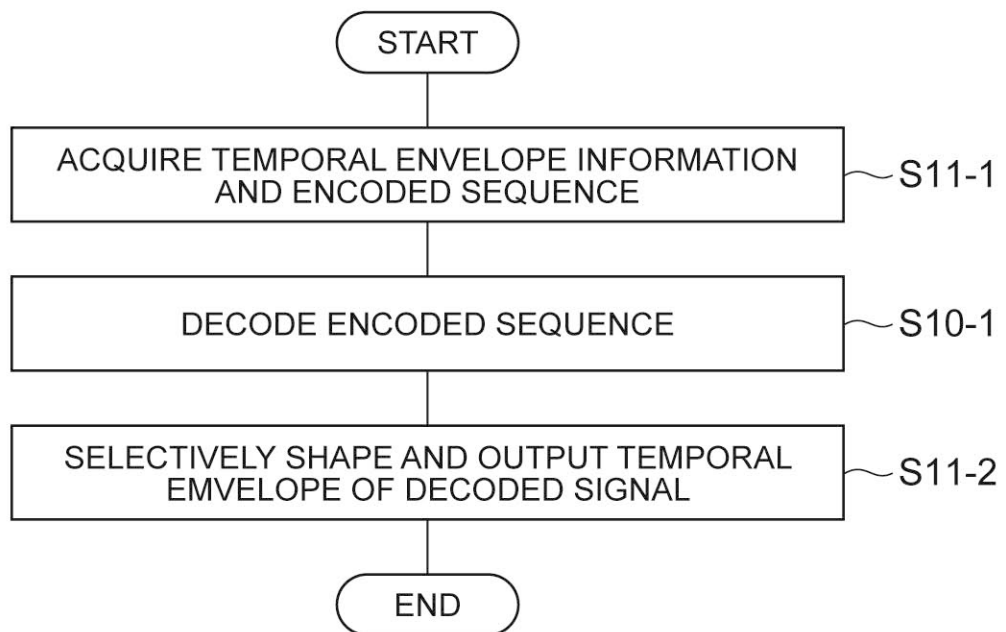 START
ACQUIRE TEMPORAL ENVELOPE INFORMATION
AND ENCODED SEQUENCE
S11-1
DECODE ENCODED SEQUENCE
S10-1
SELECTIVELY SHAPE AND OUTPUT TEMPORAL
EMVELOPE OF DECODED SIGNAL
S11-2
END